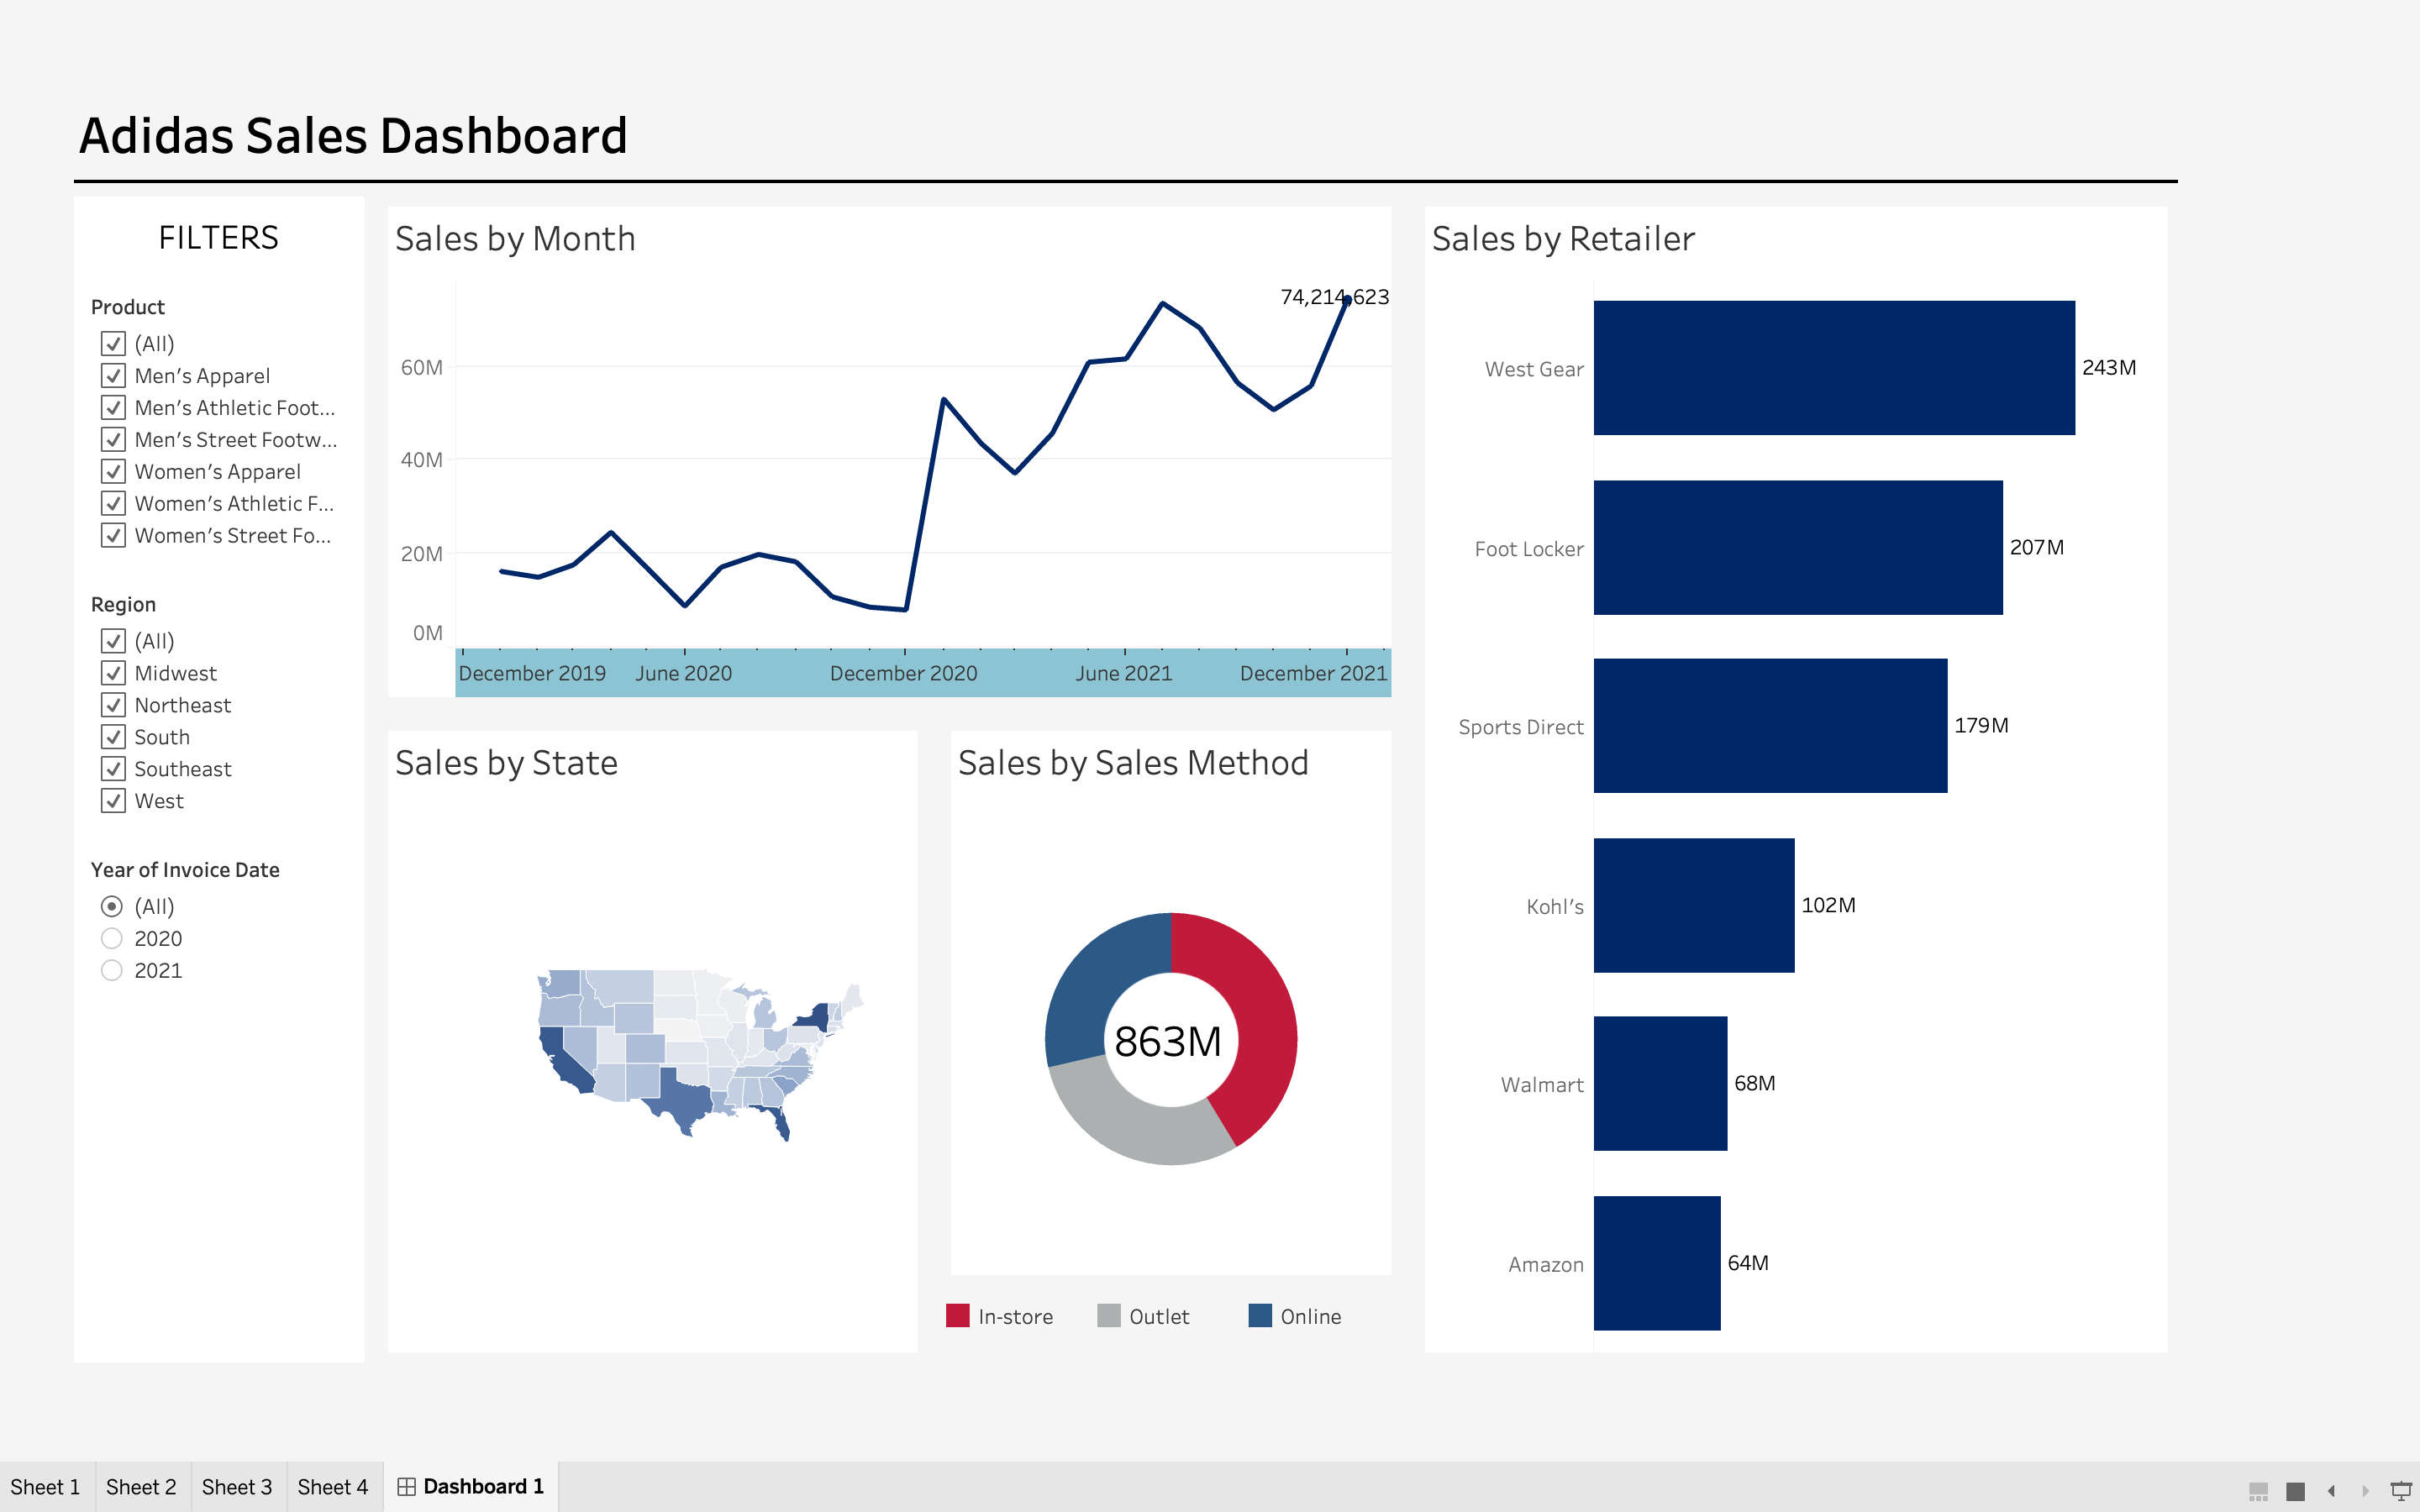 Adidas Sales Dashboard
FILTERS
Product
(All)
Men's Apparel
Men's Athletic Foot...
Men's Street Footw...
Women's Apparel
Women's Athletic F...
Women's Street Fo...
Region
(All)
Midwest
Northeast
South
Southeast
West
Year of Invoice Date
(All)
2020
2021
Sales by Month
74,214,623
60M
40M
20M
0M
December 2019 June 2020 December 2020 June 2021 December 2021
Sales by State
Sales by Sales Method
863M
In-store Outlet Online
Sales by Retailer
West Gear 243M
Foot Locker 207M
Sports Direct 179M
Kohl's 102M
Walmart 68M
Amazon 64M
Sheet 1 Sheet 2 Sheet 3 Sheet 4 Dashboard 1